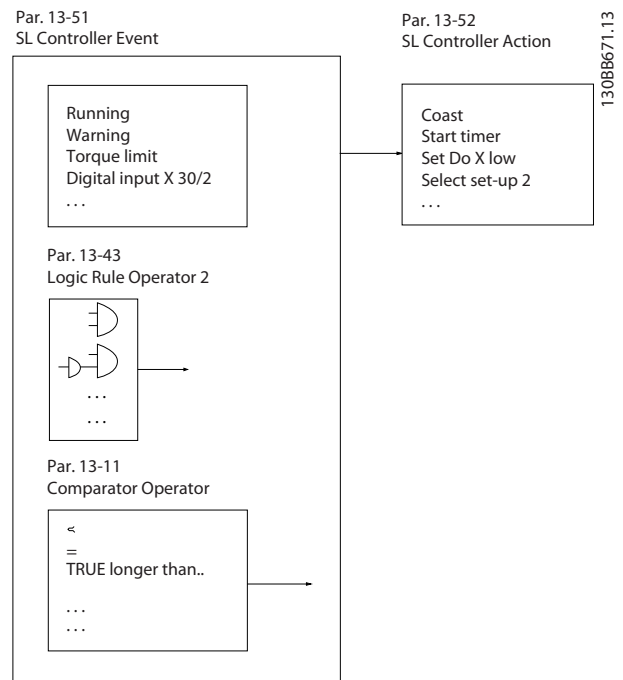 Par. 13-51
SL Controller Event
Par. 13-52
SL Controller Action
130BB671.13
Running
Warning
Torque limit
Digital input X 30/2
. . .
Coast
Start timer
Set Do X low
Select set-up 2
. . .
Par. 13-43
Logic Rule Operator 2
. . .
. . .
Par. 13-11
Comparator Operator
=
TRUE longer than..
. . .
. . .